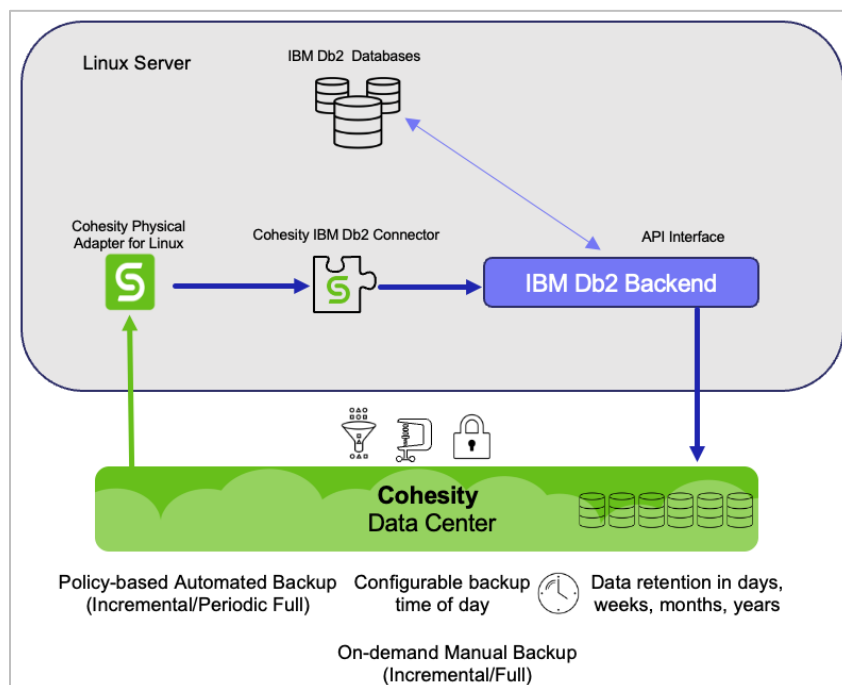 Linux Server
IBM Db2 Databases
Cohesity Physical
Adapter for Linux
Cohesity IBM Db2 Connector
API Interface
IBM Db2 Backend
Cohesity
Data Center
Policy-based Automated Backup
(Incremental/Periodic Full)
Configurable backup
time of day
Data retention in days,
weeks, months, years
On-demand Manual Backup
(Incremental/Full)